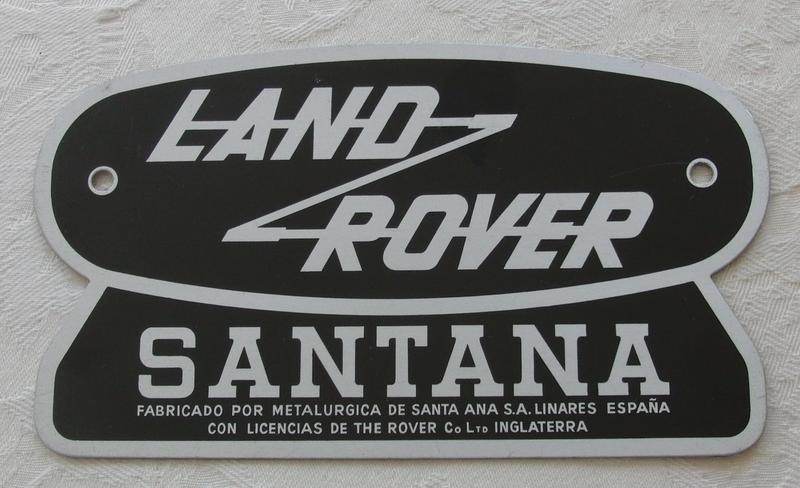 LAND
ROVER
SANTANA
FABRICADO POR METALURGICA DE SANTA ANA S.A. LINARES ESPAÑA
CON LICENCIAS DE THE ROVER Co LTD INGLATERRA